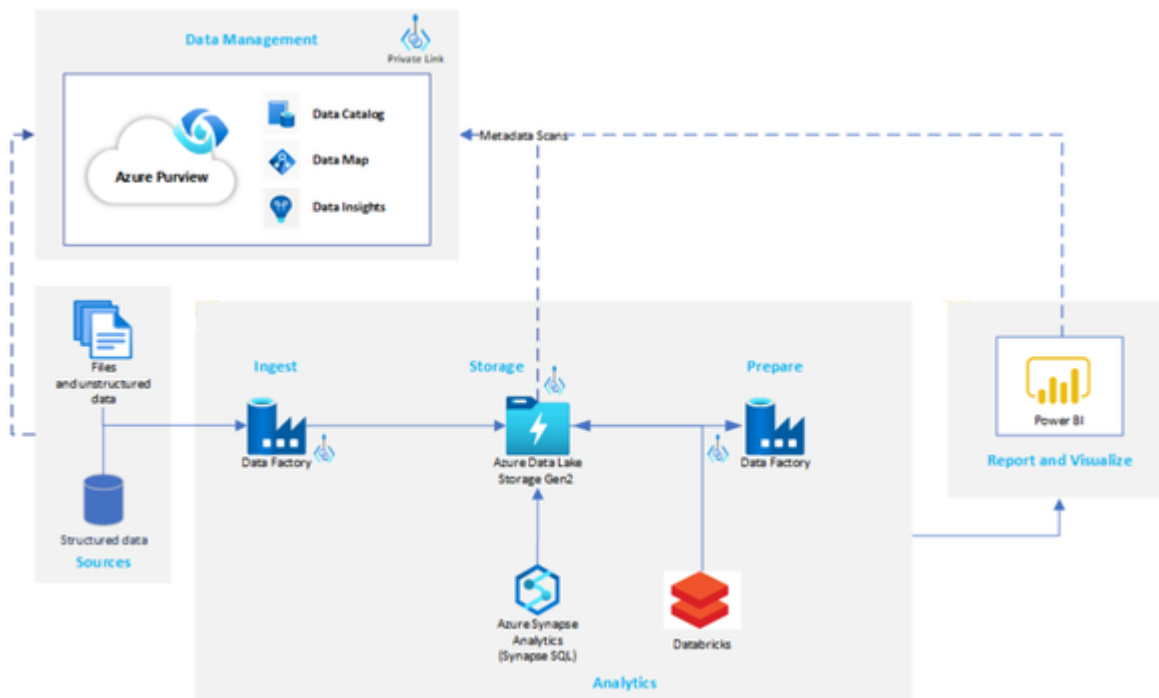 Data Management
Private Link
Azure Purview
Data Catalog
Data Map
Data Insights
Metadata Scans
Files
and unstructured
data
Structured data
Sources
Ingest
Data Factory
Storage
Azure Data Lake
Storage Gen2
Prepare
Data Factory
Azure Synapse
Analytics
(Synapse SQL)
Databricks
Analytics
Power BI
Report and Visualize